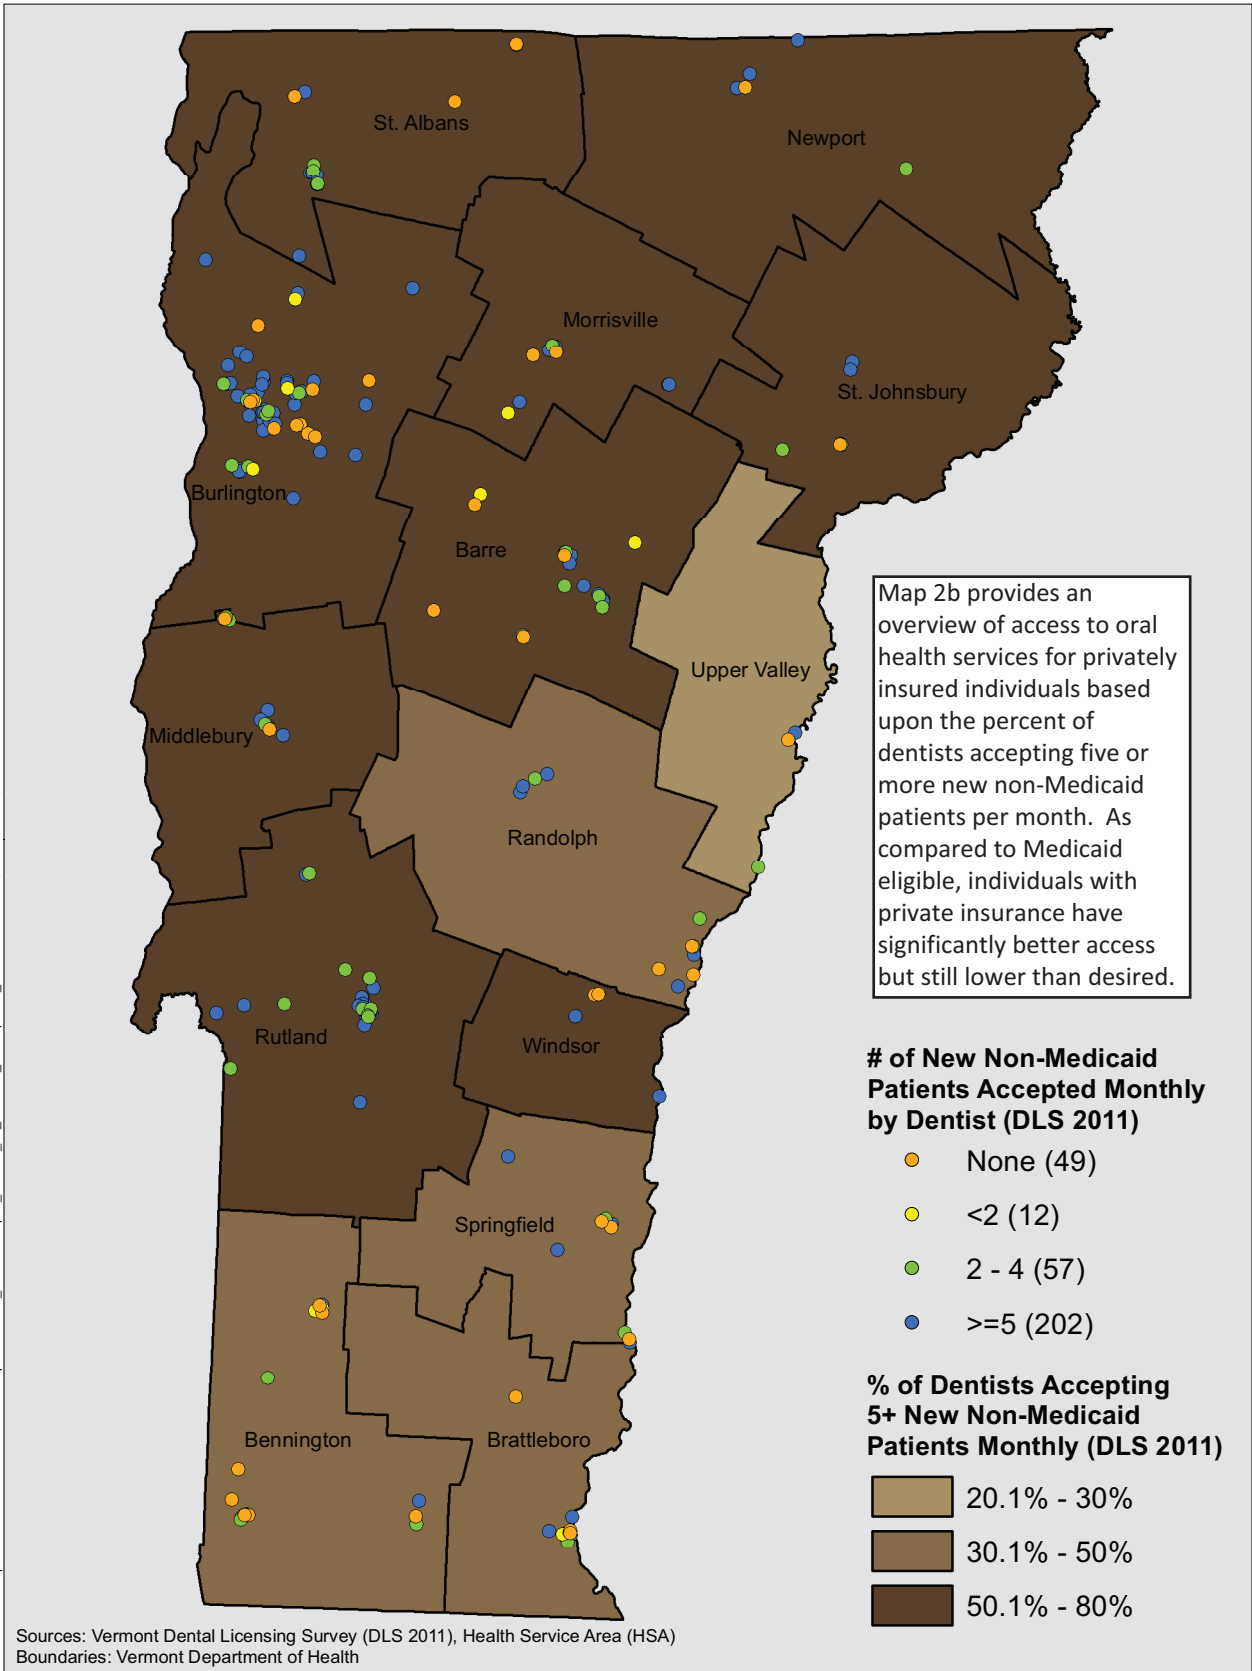 St. Albans
Newport
Morrisville
St. Johnsbury
Burlington
Barre
Upper Valley
Middlebury
Randolph
Rutland
Windsor
Springfield
Bennington
Brattleboro
Map 2b provides an
overview of access to oral
health services for privately
insured individuals based
upon the percent of
dentists accepting five or
more new non-Medicaid
patients per month.  As
compared to Medicaid
eligible, individuals with
private insurance have
significantly better access
but still lower than desired.
# of New Non-Medicaid
Patients Accepted Monthly
by Dentist (DLS 2011)
None (49)
<2 (12)
2 - 4 (57)
>=5 (202)
% of Dentists Accepting
5+ New Non-Medicaid
Patients Monthly (DLS 2011)
20.1% - 30%
30.1% - 50%
50.1% - 80%
Sources: Vermont Dental Licensing Survey (DLS 2011), Health Service Area (HSA)
Boundaries: Vermont Department of Health